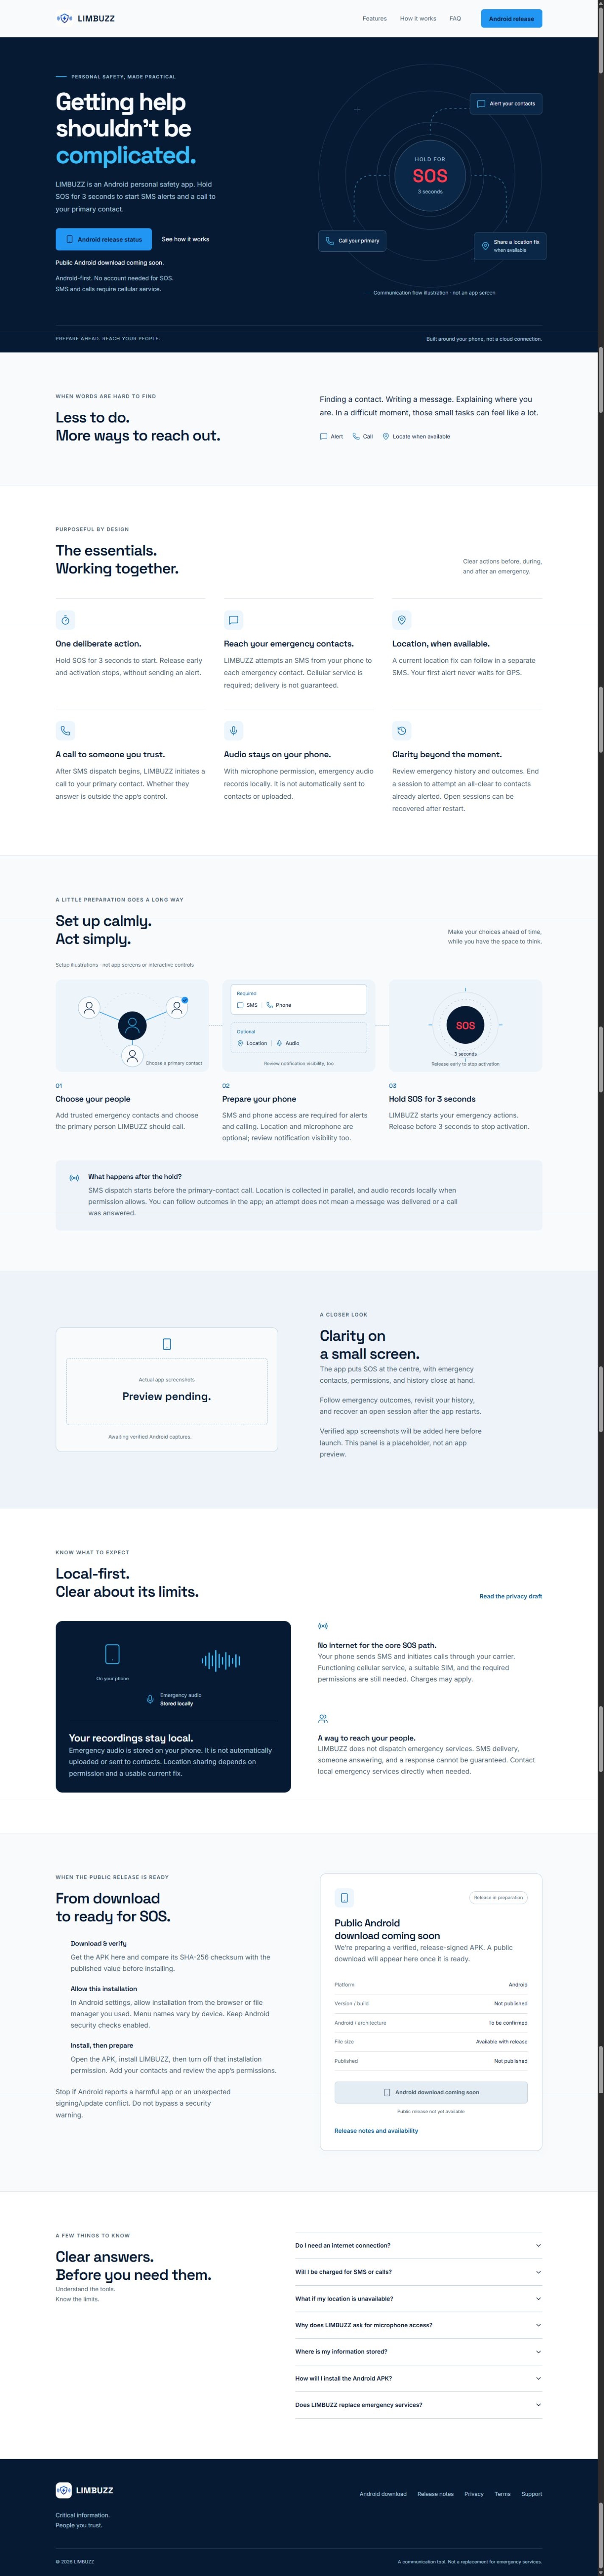 LIMBUZZ
Features
How it works
FAQ
Android release
PERSONAL SAFETY, MADE PRACTICAL
Getting help
shouldn't be
complicated.
LIMBUZZ is an Android personal safety app. Hold
SOS for 3 seconds to start SMS alerts and a call to
your primary contact.
Android release status
See how it works
Public Android download coming soon.
Android-first. No account needed for SOS.
SMS and calls require cellular service.
Alert your contacts
HOLD FOR
SOS
3 seconds
Call your primary
Share a location fix
when available
Communication flow illustration · not an app screen
PREPARE AHEAD. REACH YOUR PEOPLE.
Built around your phone, not a cloud connection.
WHEN WORDS ARE HARD TO FIND
Less to do.
More ways to reach out.
Finding a contact. Writing a message. Explaining where you
are. In a difficult moment, those small tasks can feel like a lot.
Alert
Call
Locate when available
PURPOSEFUL BY DESIGN
The essentials.
Working together.
Clear actions before, during,
and after an emergency.
One deliberate action.
Hold SOS for 3 seconds to start. Release early
and activation stops, without sending an alert.
Reach your emergency contacts.
LIMBUZZ attempts an SMS from your phone to
each emergency contact. Cellular service is
required; delivery is not guaranteed.
Location, when available.
A current location fix can follow in a separate
SMS. Your first alert never waits for GPS.
A call to someone you trust.
After SMS dispatch begins, LIMBUZZ initiates a
call to your primary contact. Whether they
answer is outside the app's control.
Audio stays on your phone.
With microphone permission, emergency audio
records locally. It is not automatically sent to
contacts or uploaded.
Clarity beyond the moment.
Review emergency history and outcomes. End
a session to attempt an all-clear to contacts
already alerted. Open sessions can be
recovered after restart.
A LITTLE PREPARATION GOES A LONG WAY
Set up calmly.
Act simply.
Make your choices ahead of time,
while you have the space to think.
Setup illustrations · not app screens or interactive controls
Choose a primary contact
Required
SMS
Phone
Optional
Location
Audio
Review notification visibility, too
SOS
3 seconds
Release early to stop activation
01
Choose your people
Add trusted emergency contacts and choose
the primary person LIMBUZZ should call.
02
Prepare your phone
SMS and phone access are required for alerts
and calling. Location and microphone are
optional; review notification visibility too.
03
Hold SOS for 3 seconds
LIMBUZZ starts your emergency actions.
Release before 3 seconds to stop activation.
What happens after the hold?
SMS dispatch starts before the primary-contact call. Location is collected in parallel, and audio records locally when
permission allows. You can follow outcomes in the app; an attempt does not mean a message was delivered or a call
was answered.
Actual app screenshots
Preview pending.
Awaiting verified Android captures.
A CLOSER LOOK
Clarity on
a small screen.
The app puts SOS at the centre, with emergency
contacts, permissions, and history close at hand.
Follow emergency outcomes, revisit your history,
and recover an open session after the app restarts.
Verified app screenshots will be added here before
launch. This panel is a placeholder, not an app
preview.
KNOW WHAT TO EXPECT
Local-first.
Clear about its limits.
Read the privacy draft
On your phone
Emergency audio
Stored locally
Your recordings stay local.
Emergency audio is stored on your phone. It is not automatically
uploaded or sent to contacts. Location sharing depends on
permission and a usable current fix.
No internet for the core SOS path.
Your phone sends SMS and initiates calls through your carrier.
Functioning cellular service, a suitable SIM, and the required
permissions are still needed. Charges may apply.
A way to reach your people.
LIMBUZZ does not dispatch emergency services. SMS delivery,
someone answering, and a response cannot be guaranteed. Contact
local emergency services directly when needed.
WHEN THE PUBLIC RELEASE IS READY
From download
to ready for SOS.
Download & verify
Get the APK here and compare its SHA-256 checksum with the
published value before installing.
Allow this installation
In Android settings, allow installation from the browser or file
manager you used. Menu names vary by device. Keep Android
security checks enabled.
Install, then prepare
Open the APK, install LIMBUZZ, then turn off that installation
permission. Add your contacts and review the app's permissions.
Stop if Android reports a harmful app or an unexpected
signing/update conflict. Do not bypass a security
warning.
Release in preparation
Public Android
download coming soon
We're preparing a verified, release-signed APK. A public
download will appear here once it is ready.
Platform
Android
Version / build
Not published
Android / architecture
To be confirmed
File size
Available with release
Published
Not published
Android download coming soon
Public release not yet available
Release notes and availability
A FEW THINGS TO KNOW
Clear answers.
Before you need them.
Understand the tools.
Know the limits.
Do I need an internet connection?
Will I be charged for SMS or calls?
What if my location is unavailable?
Why does LIMBUZZ ask for microphone access?
Where is my information stored?
How will I install the Android APK?
Does LIMBUZZ replace emergency services?
LIMBUZZ
Critical information.
People you trust.
Android download
Release notes
Privacy
Terms
Support
© 2026 LIMBUZZ
A communication tool. Not a replacement for emergency services.